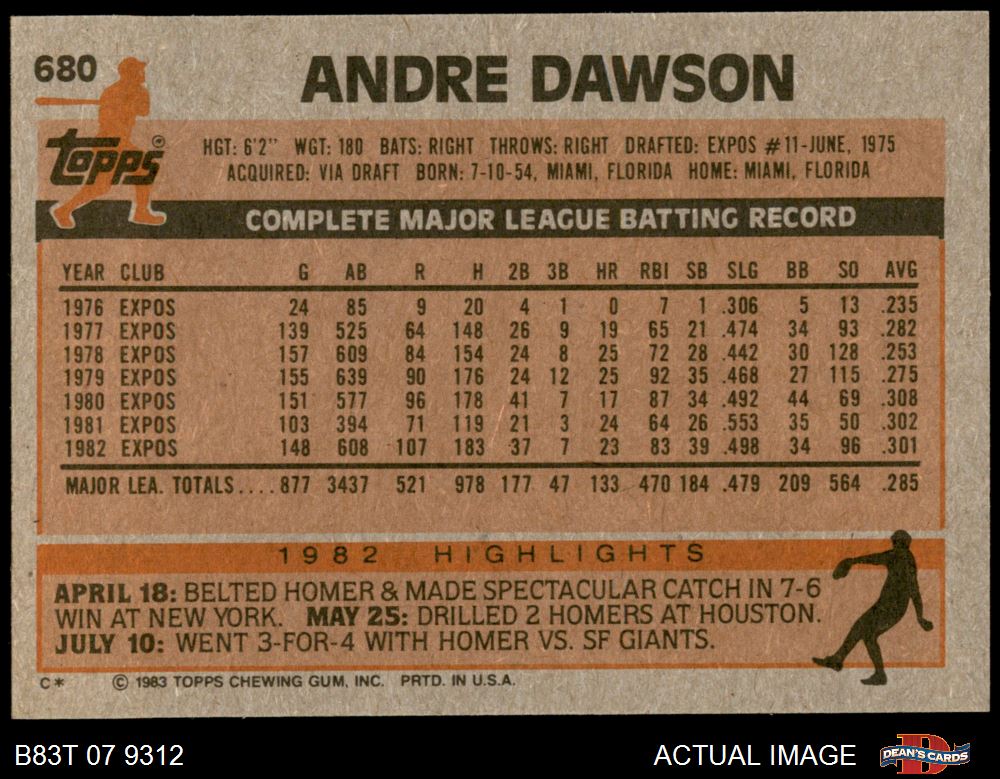 680
ANDRE DAWSON
topps®
HGT: 6'2" WGT: 180 BATS: RIGHT THROWS: RIGHT DRAFTED: EXPOS #11-JUNE, 1975
ACQUIRED: VIA DRAFT BORN: 7-10-54, MIAMI, FLORIDA HOME: MIAMI, FLORIDA
COMPLETE MAJOR LEAGUE BATTING RECORD
YEAR CLUB G AB R H 2B 3B HR RBI SB SLG BB SO AVG
1976 EXPOS 24 85 9 20 4 1 0 7 1 .306 5 13 .235
1977 EXPOS 139 525 64 148 26 9 19 65 21 .474 34 93 .282
1978 EXPOS 157 609 84 154 24 8 25 72 28 .442 30 128 .253
1979 EXPOS 155 639 90 176 24 12 25 92 35 .468 27 115 .275
1980 EXPOS 151 577 96 178 41 7 17 87 34 .492 44 69 .308
1981 EXPOS 103 394 71 119 21 3 24 64 26 .553 35 50 .302
1982 EXPOS 148 608 107 183 37 7 23 83 39 .498 34 96 .301
MAJOR LEA. TOTALS....877 3437 521 978 177 47 133 470 184 .479 209 564 .285
1982 HIGHLIGHTS
APRIL 18: BELTED HOMER & MADE SPECTACULAR CATCH IN 7-6
WIN AT NEW YORK. MAY 25: DRILLED 2 HOMERS AT HOUSTON.
JULY 10: WENT 3-FOR-4 WITH HOMER VS. SF GIANTS.
C* © 1983 TOPPS CHEWING GUM, INC. PRTD. IN U.S.A.
B83T 07 9312 ACTUAL IMAGE D DEAN'S CARDS